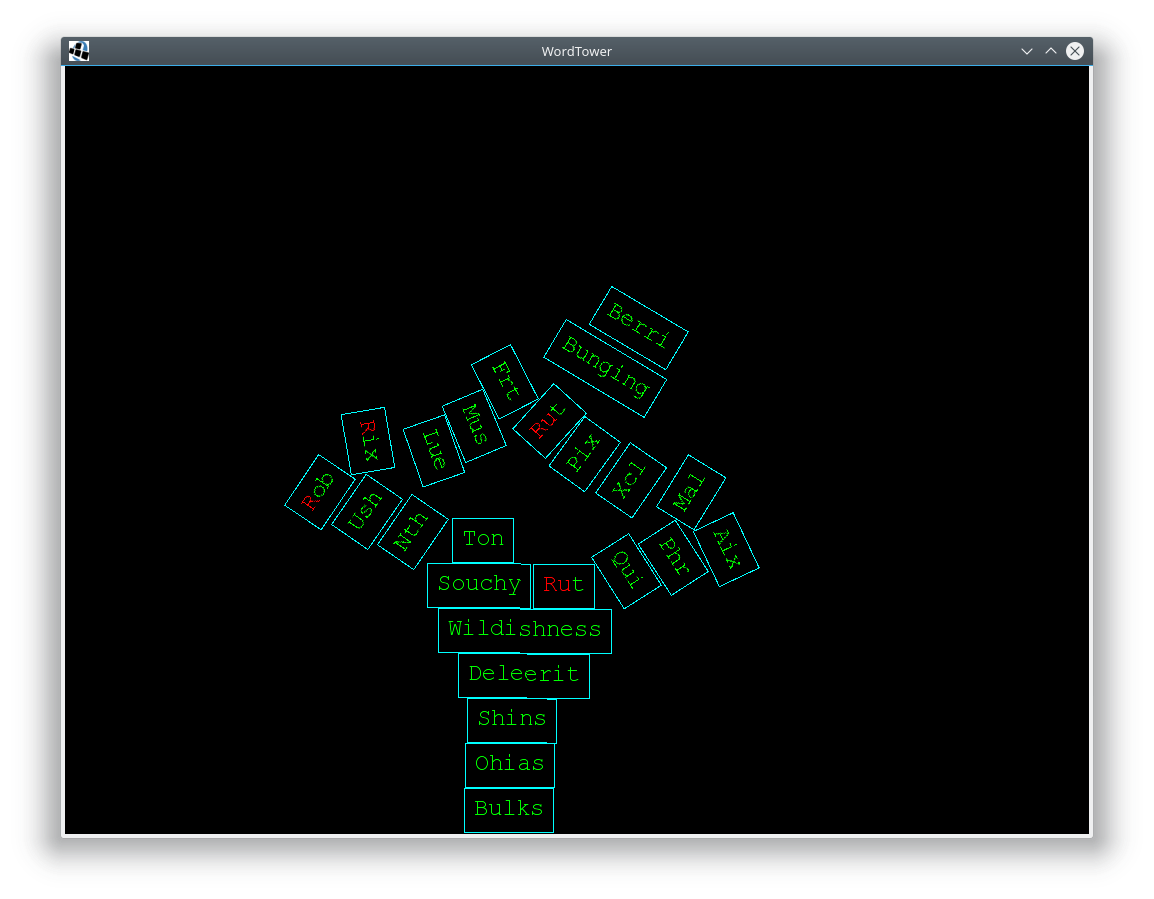 WordTower
Berri
Bunging
Frt
Rut
Mus
Rix
Lue
Pix
Xcl
Rob
Mal
Ush
Nth
Ton
Aix
Phr
Qui
Souchy
Rut
Wildishness
Deleerit
Shins
Ohias
Bulks